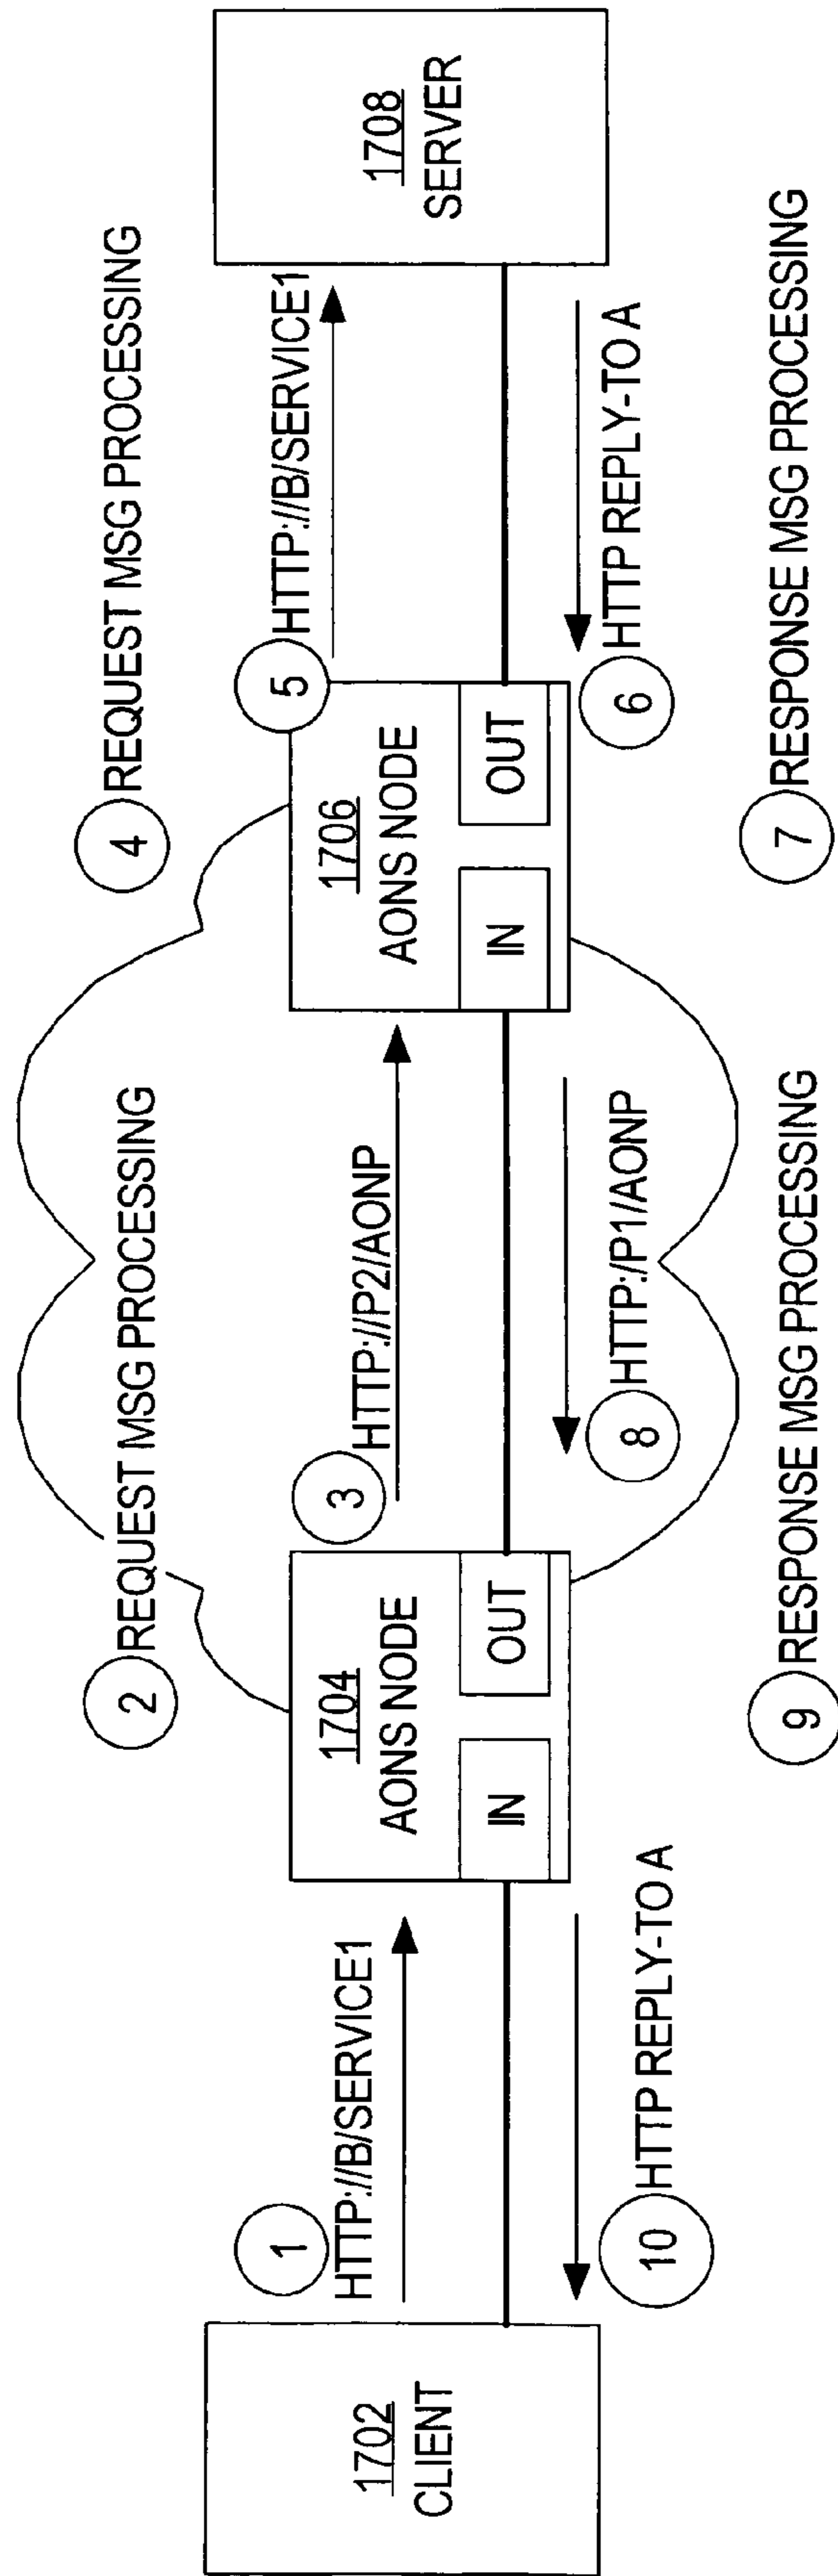 1702
CLIENT
1
HTTP://B/SERVICE1
10
HTTP REPLY-TO A
1704
AONS NODE
IN
OUT
2
REQUEST MSG PROCESSING
3
HTTP://P2/AONP
8
HTTP:/P1/AONP
9
RESPONSE MSG PROCESSING
1706
AONS NODE
IN
OUT
4
REQUEST MSG PROCESSING
5
HTTP://B/SERVICE1
6
HTTP REPLY-TO A
7
RESPONSE MSG PROCESSING
1708
SERVER